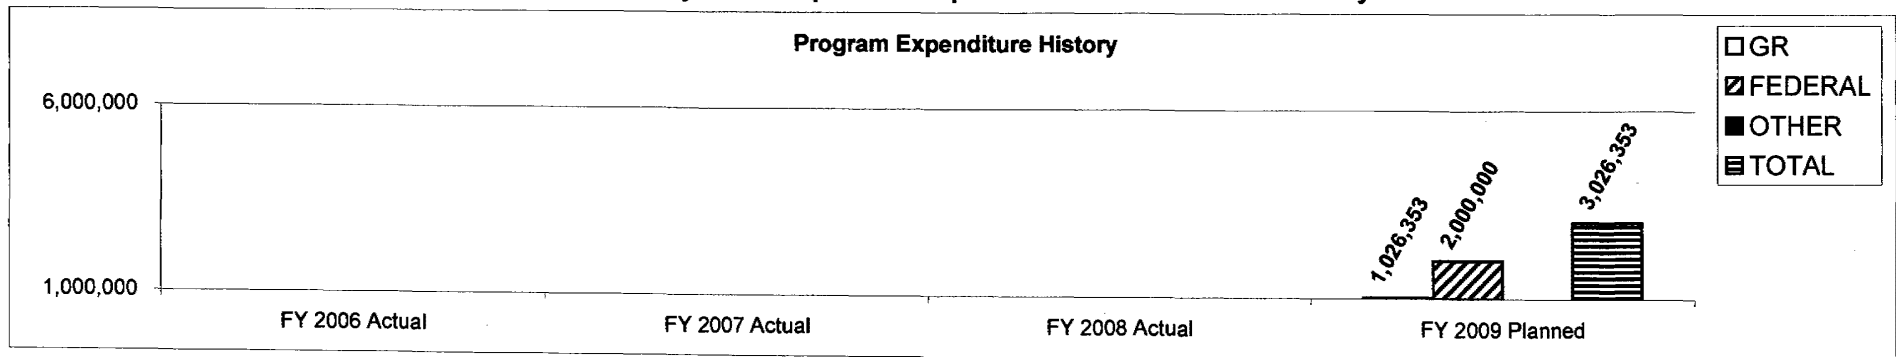 Program Expenditure History
GR
FEDERAL
OTHER
TOTAL
6,000,000
1,000,000
1,026,353
2,000,000
3,026,353
FY 2006 Actual
FY 2007 Actual
FY 2008 Actual
FY 2009 Planned